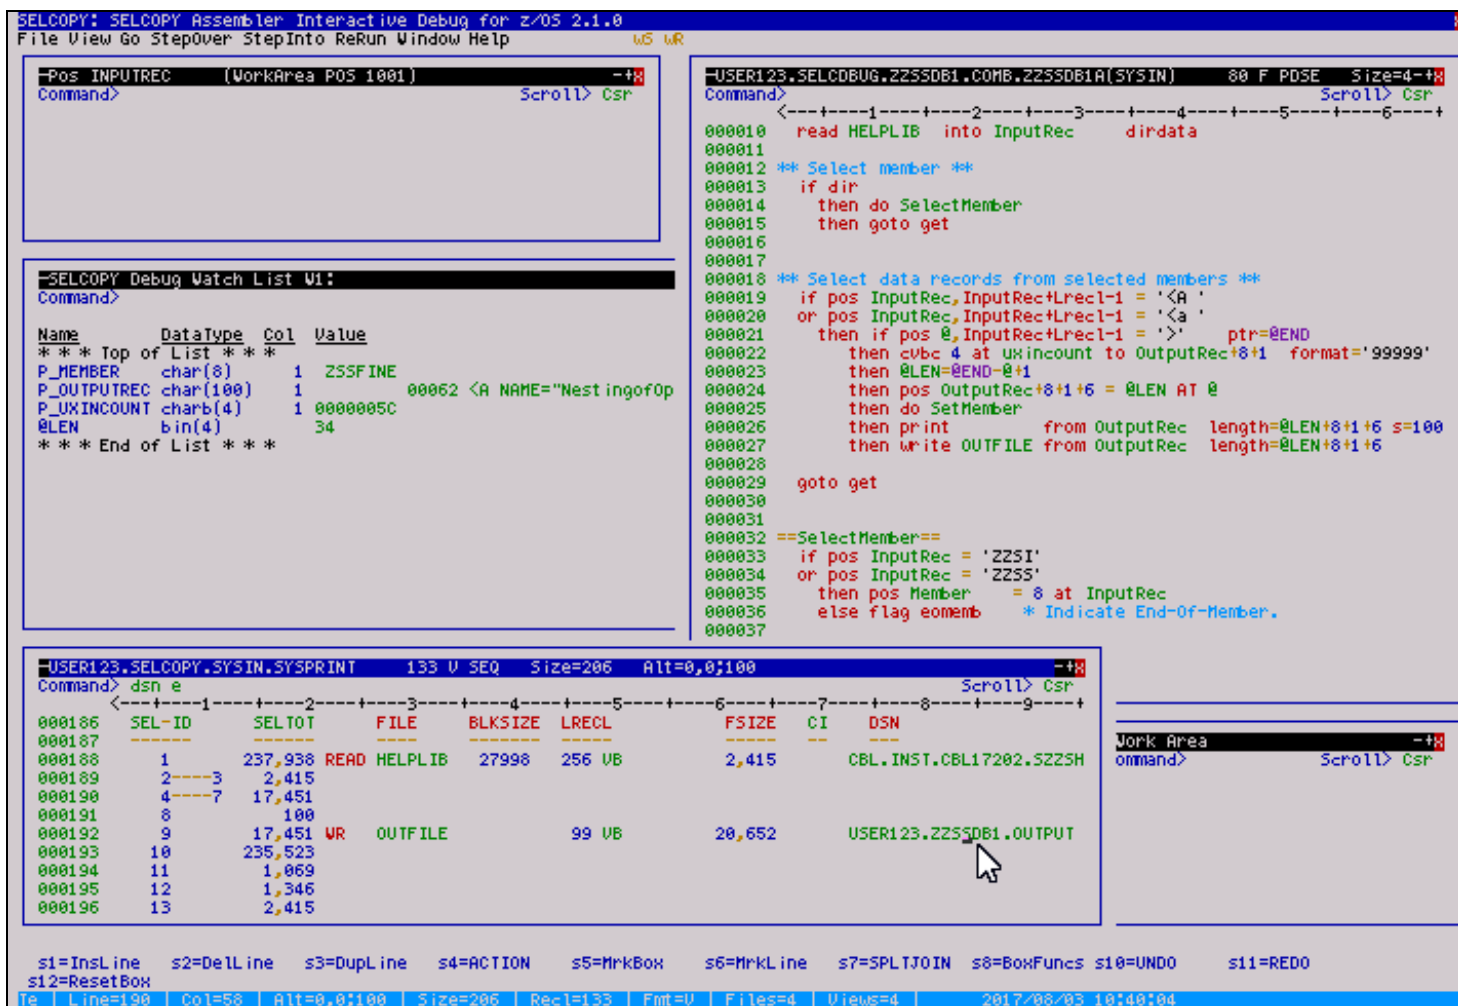 SELCOPY: SELCOPY Assembler Interactive Debug for z/OS 2.1.0
File View Go StepOver StepInto ReRun Window Help wS wR
Pos INPUTREC (WorkArea POS 1001) -+x
Command> Scroll> Csr
SELCOPY Debug Watch List W1:
Command>
Name DataType Col Value
* * * Top of List * * *
P_MEMBER char(8) 1 ZSSFINE
P_OUTPUTREC char(100) 1 00062 <A NAME="NestingofOp
P_UXINCOUNT charb(4) 1 0000005C
@LEN bin(4) 34
* * * End of List * * *
USER123.SELCDBUG.ZZSSDB1.COMB.ZZSSDB1A(SYSIN) 80 F PDSE Size=4-+x
Command> Scroll> Csr
<---+----1----+----2----+----3----+----4----+----5----+----6----+
000010 read HELPLIB into InputRec dirdata
000011
000012 ** Select member **
000013 if dir
000014 then do SelectMember
000015 then goto get
000016
000017
000018 ** Select data records from selected members **
000019 if pos InputRec,InputRec+Lrecl-1 = '<A '
000020 or pos InputRec,InputRec+Lrecl-1 = '<a '
000021 then if pos @,InputRec+Lrecl-1 = '>' ptr=@END
000022 then cvbc 4 at uxincount to OutputRec+8+1 format='99999'
000023 then @LEN=@END-@+1
000024 then pos OutputRec+8+1+6 = @LEN AT @
000025 then do SetMember
000026 then print from OutputRec length=@LEN+8+1+6 s=100
000027 then write OUTFILE from OutputRec length=@LEN+8+1+6
000028
000029 goto get
000030
000031
000032 ==SelectMember==
000033 if pos InputRec = 'ZZSI'
000034 or pos InputRec = 'ZZSS'
000035 then pos Member = 8 at InputRec
000036 else flag eomemb * Indicate End-Of-Member.
000037
USER123.SELCOPY.SYSIN.SYSPRINT 133 V SEQ Size=206 Alt=0,0;100 -+x
Command> dsn e Scroll> Csr
<---+----1----+----2----+----3----+----4----+----5----+----6----+----7----+----8----+----9----+
000186 SEL-ID SELTOT FILE BLKSIZE LRECL FSIZE CI DSN
000187 ------ ------ ---- ------- ----- ----- -- ---
000188 1 237,938 READ HELPLIB 27998 256 VB 2,415 CBL.INST.CBL17202.SZZSH
000189 2----3 2,415
000190 4----7 17,451
000191 8 100
000192 9 17,451 WR OUTFILE 99 VB 20,652 USER123.ZZSSDB1.OUTPUT
000193 10 235,523
000194 11 1,069
000195 12 1,346
000196 13 2,415
Work Area -+x
ommand> Scroll> Csr
s1=InsLine s2=DelLine s3=DupLine s4=ACTION s5=MrkBox s6=MrkLine s7=SPLTJOIN s8=BoxFuncs s10=UNDO s11=REDO
s12=ResetBox
Te | Line=190 | Col=58 | Alt=0,0;100 | Size=206 | Recl=133 | Fmt=V | Files=4 | Views=4 | 2017/08/03 10:40:04